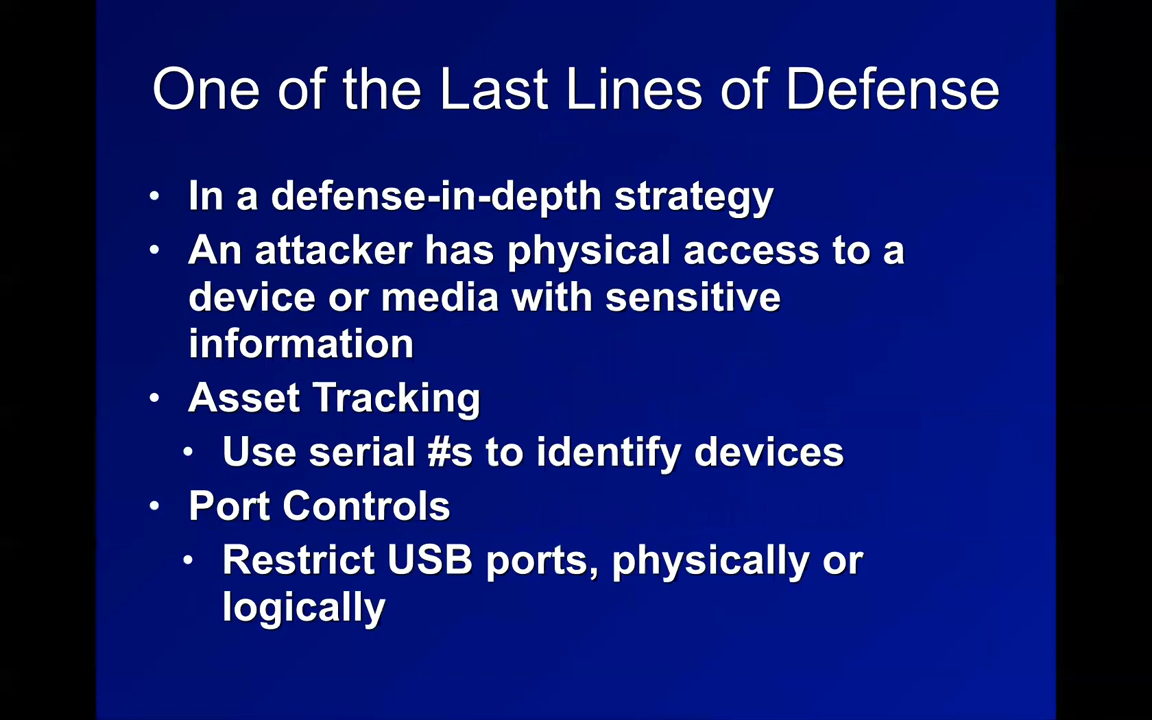 One of the Last Lines of Defense
• In a defense-in-depth strategy
• An attacker has physical access to a
device or media with sensitive
information
• Asset Tracking
• Use serial #s to identify devices
• Port Controls
• Restrict USB ports, physically or
logically